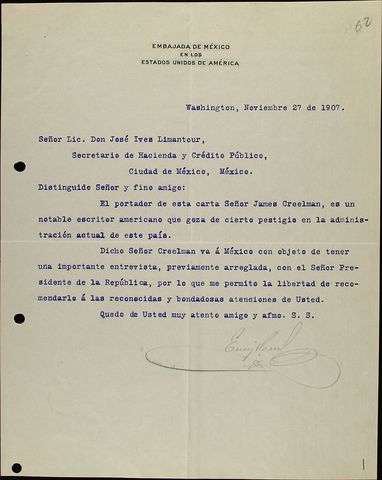 62
EMBAJADA DE MÉXICO
EN LOS
ESTADOS UNIDOS DE AMÉRICA
Washington, Noviembre 27 de 1907.
Señor Lic. Don José Ives Limantour,
Secretario de Hacienda y Crédito Público,
Ciudad de México, México.
Distinguido Señor y fino amigo:
El portador de esta carta Señor James Creelman, es un
notable escritor americano que goza de cierto pestigio en la adminis-
tración actual de este país.
Dicho Señor Creelman va á México con objeto de tener
una importante entrevista, previamente arreglada, con el Señor Pre-
sidente de la República, por lo que me permito la libertad de reco-
mendarlo á las reconocidas y bondadosas atenciones de Usted.
Quedo de Usted muy atento amigo y afmo. S. S.
1